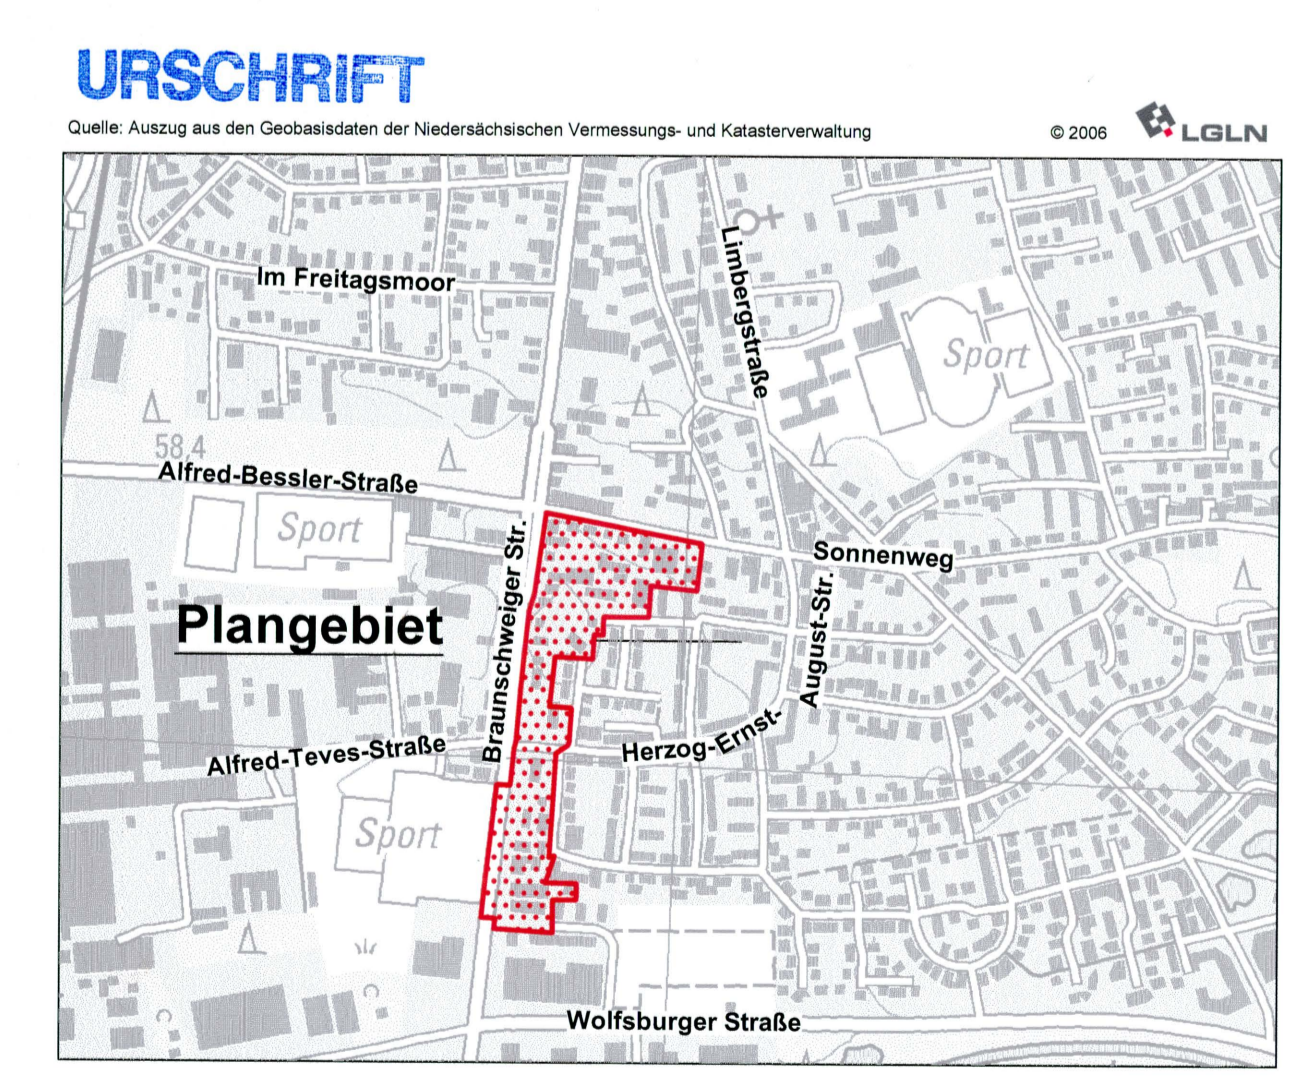 URSCHRIFT
Quelle: Auszug aus den Geobasisdaten der Niedersächsischen Vermessungs- und Katasterverwaltung
© 2006
LGLN
Limbergstraße
Im Freitagsmoor
Sport
58,4
Alfred-Bessler-Straße
Sport
Braunschweiger Str.
Sonnenweg
August-Str.
Plangebiet
Herzog-Ernst-
Alfred-Teves-Straße
Sport
Wolfsburger Straße